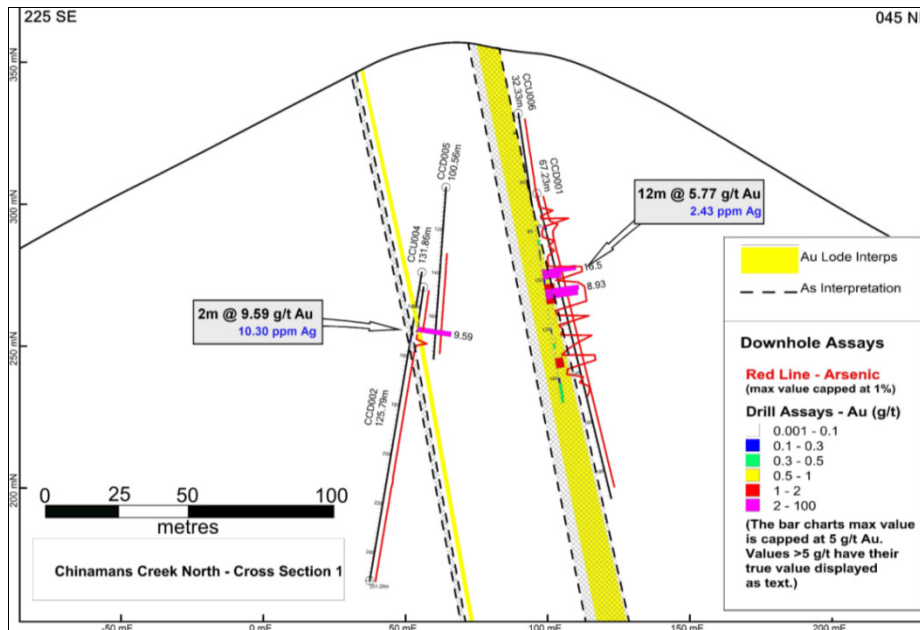 225 SE
045 N
350 mN
300 mN
250 mN
200 mN
CCU006
32.33m
CCD001
67.23m
CCD005
100.56m
CCU004
131.86m
CCD002
125.79m
12m @ 5.77 g/t Au
2.43 ppm Ag
16.5
8.93
2m @ 9.59 g/t Au
10.30 ppm Ag
9.59
Au Lode Interps
As Interpretation
Downhole Assays
Red Line - Arsenic
(max value capped at 1%)
Drill Assays - Au (g/t)
0.001 - 0.1
0.1 - 0.3
0.3 - 0.5
0.5 - 1
1 - 2
2 - 100
(The bar charts max value
is capped at 5 g/t Au.
Values >5 g/t have their
true value displayed
as text.)
0 25 50 100
metres
Chinamans Creek North - Cross Section 1
-50 mE 0 mE 50 mE 100 mE 150 mE 200 mE